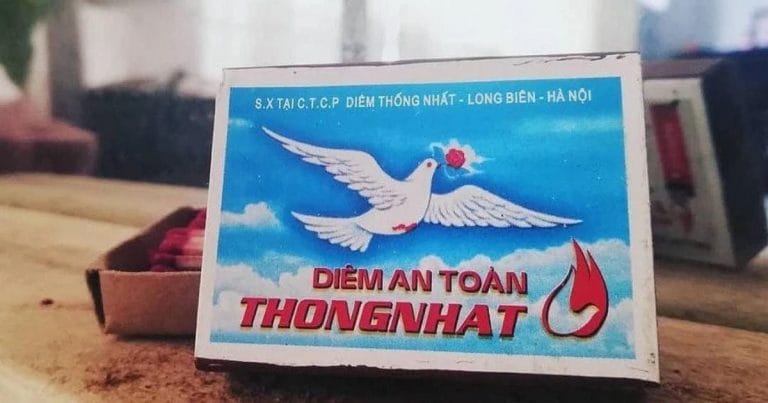 S.X TẠI C.T.C.P DIÊM THỐNG NHẤT - LONG BIÊN - HÀ NỘI
DIÊM AN TOÀN
THONGNHAT